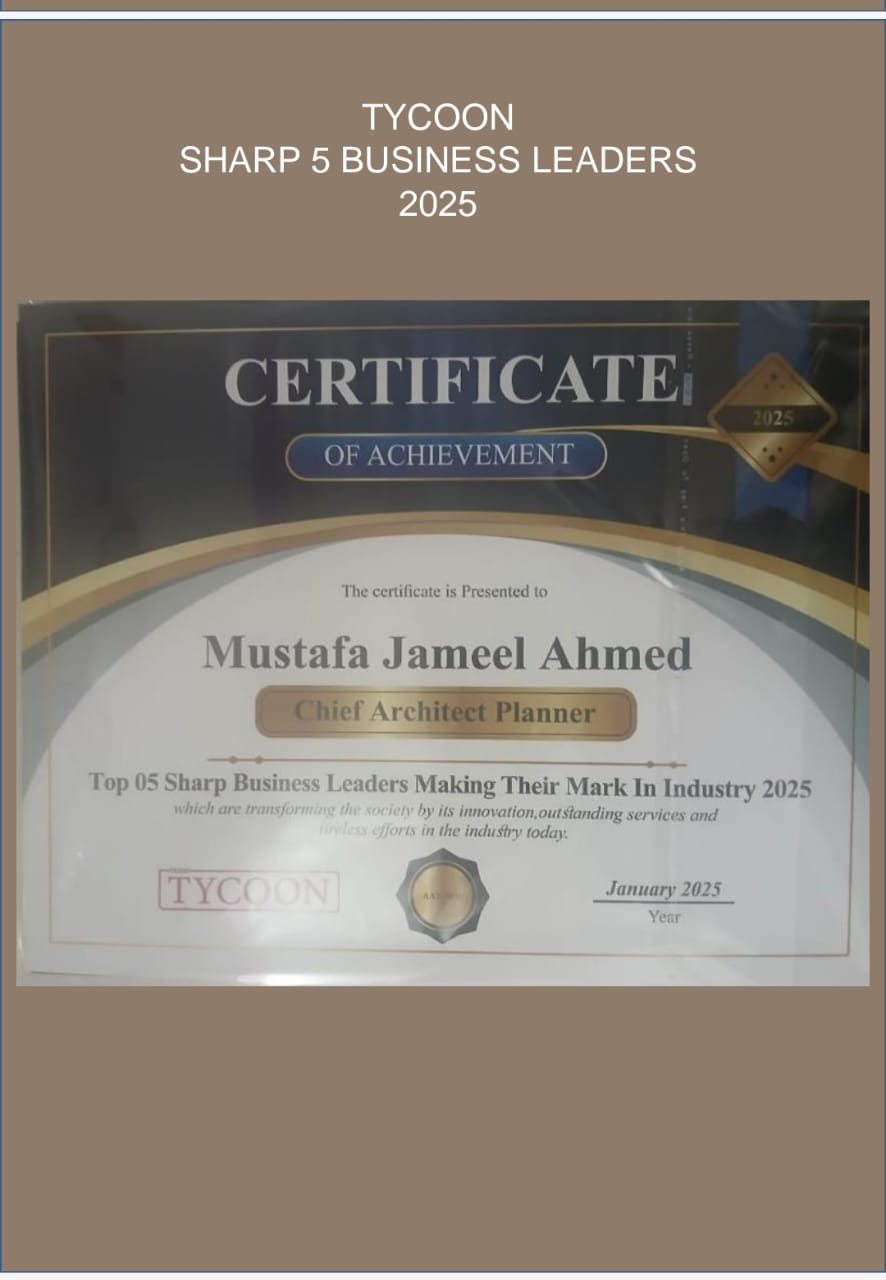 TYCOON
SHARP 5 BUSINESS LEADERS
2025
CERTIFICATE
2025
OF ACHIEVEMENT
The certificate is Presented to
Mustafa Jameel Ahmed
Chief Architect Planner
Top 05 Sharp Business Leaders Making Their Mark In Industry 2025
which are transforming the society by its innovation,outstanding services and
tireless efforts in the industry today.
TYCOON
January 2025
Year